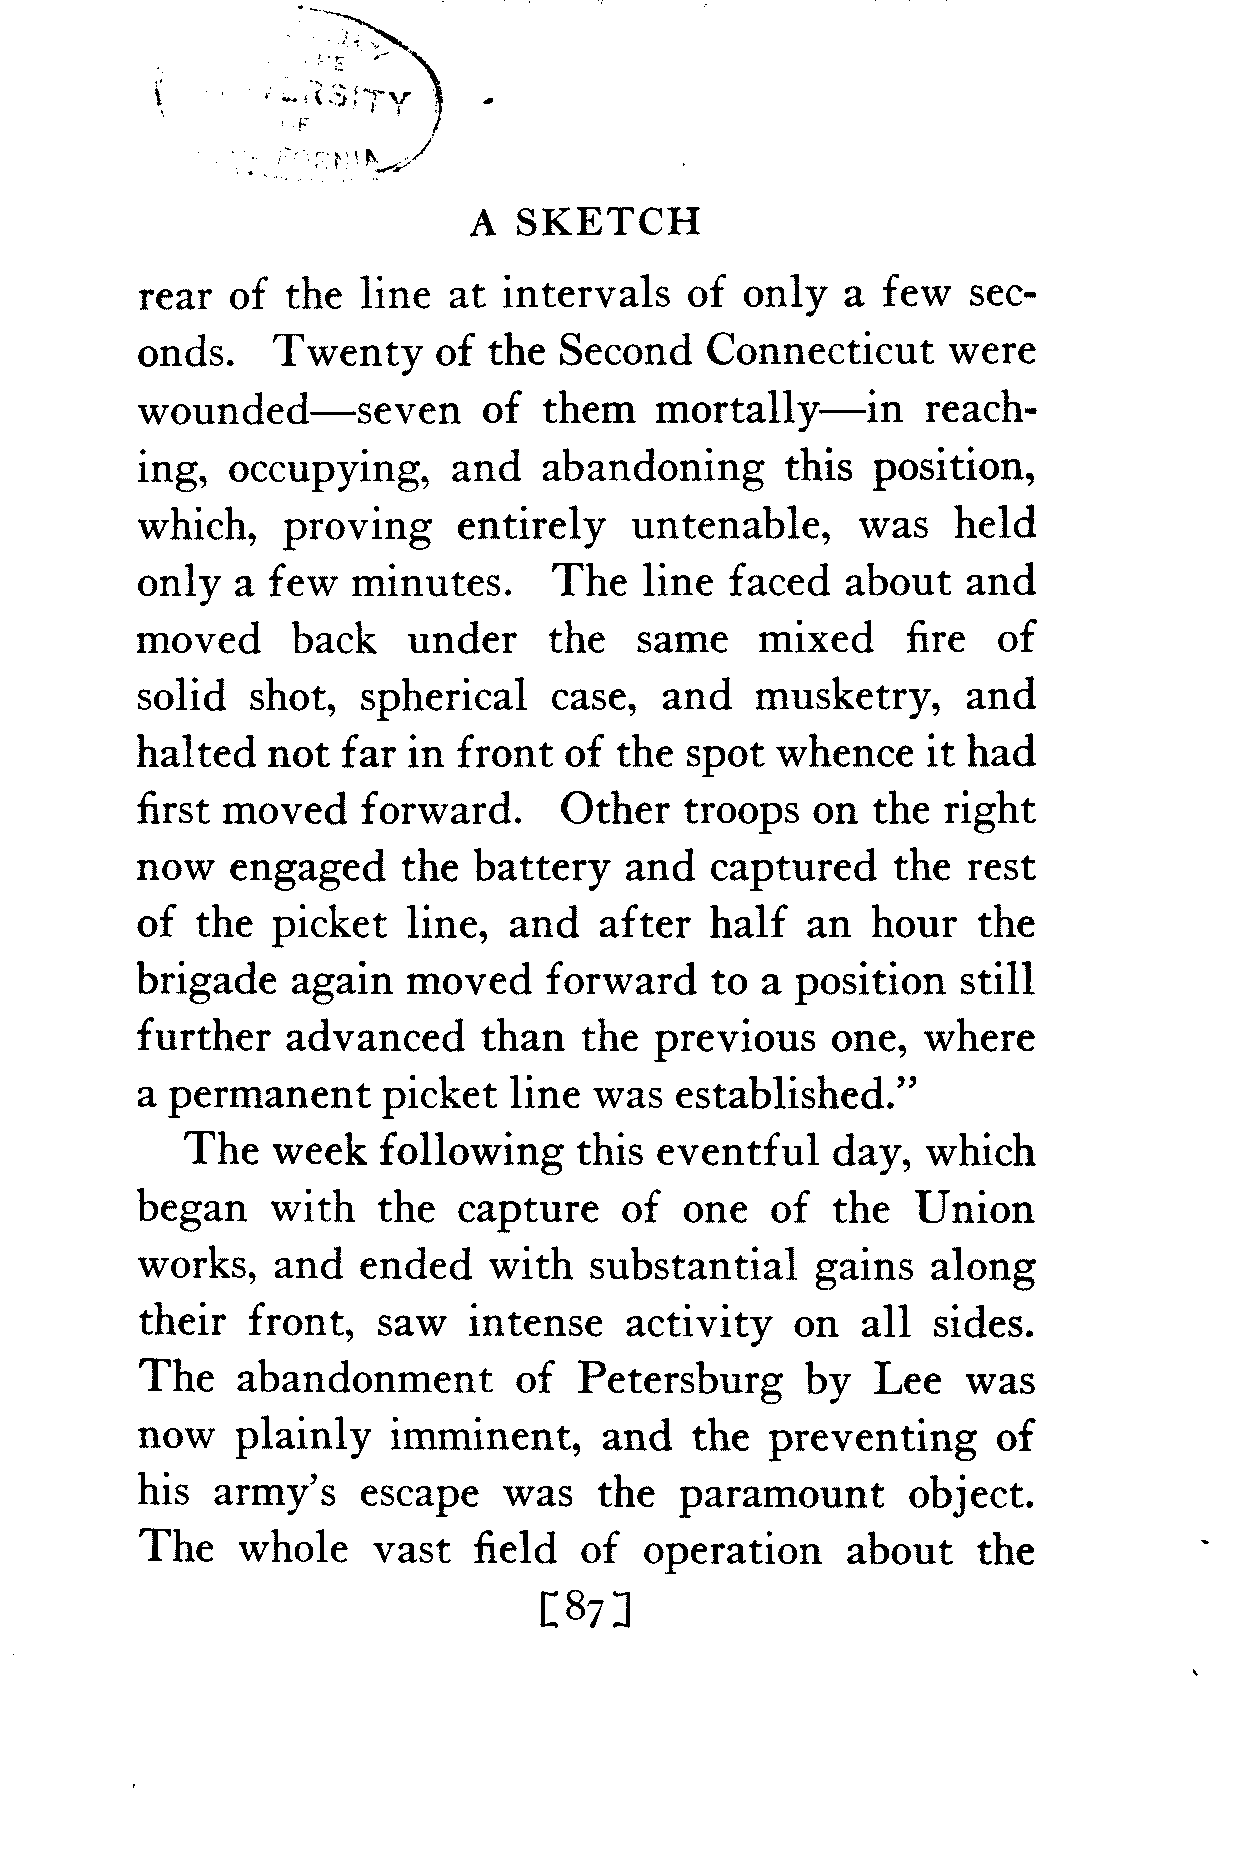 A SKETCH
rear of the line at intervals of only a few sec-
onds. Twenty of the Second Connecticut were
wounded—seven of them mortally—in reach-
ing, occupying, and abandoning this position,
which, proving entirely untenable, was held
only a few minutes. The line faced about and
moved back under the same mixed fire of
solid shot, spherical case, and musketry, and
halted not far in front of the spot whence it had
first moved forward. Other troops on the right
now engaged the battery and captured the rest
of the picket line, and after half an hour the
brigade again moved forward to a position still
further advanced than the previous one, where
a permanent picket line was established.”
The week following this eventful day, which
began with the capture of one of the Union
works, and ended with substantial gains along
their front, saw intense activity on all sides.
The abandonment of Petersburg by Lee was
now plainly imminent, and the preventing of
his army’s escape was the paramount object.
The whole vast field of operation about the
[87]